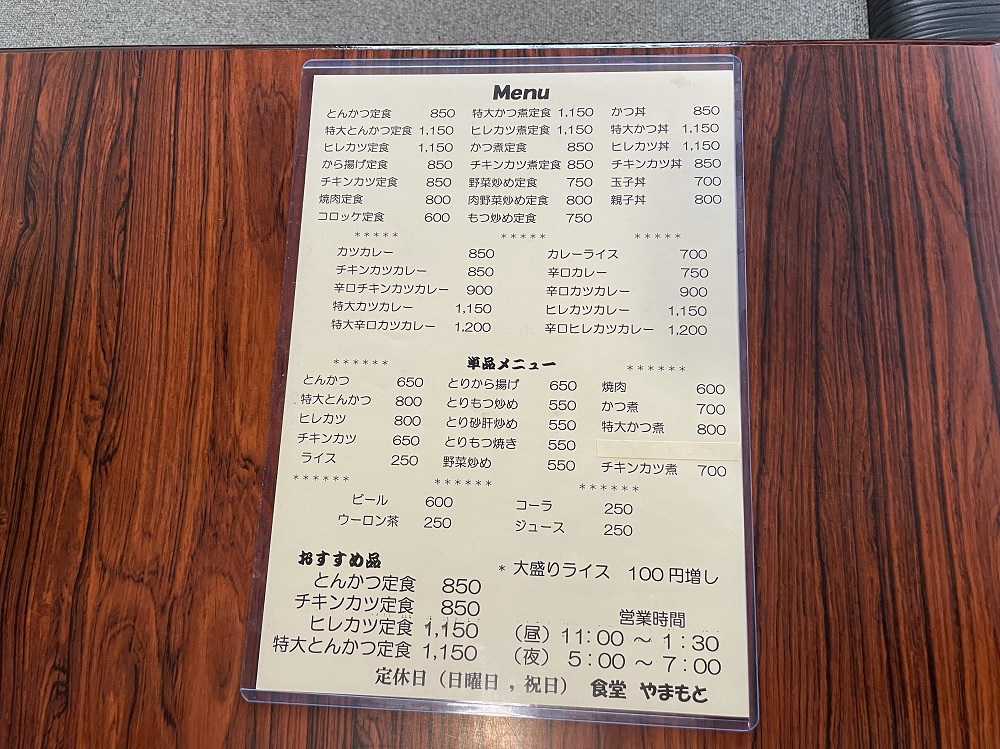 Menu
とんかつ定食 850 特大かつ煮定食 1,150 かつ丼 850
特大とんかつ定食 1,150 ヒレカツ煮定食 1,150 特大かつ丼 1,150
ヒレカツ定食 1,150 かつ煮定食 850 ヒレカツ丼 1,150
から揚げ定食 850 チキンカツ煮定食 850 チキンカツ丼 850
チキンカツ定食 850 野菜炒め定食 750 玉子丼 700
焼肉定食 800 肉野菜炒め定食 800 親子丼 800
コロッケ定食 600 もつ炒め定食 750
***** ***** *****
カツカレー 850 カレーライス 700
チキンカツカレー 850 辛口カレー 750
辛口チキンカツカレー 900 辛口カツカレー 900
特大カツカレー 1,150 ヒレカツカレー 1,150
特大辛口カツカレー 1,200 辛口ヒレカツカレー 1,200
****** 単品メニュー ******
とんかつ 650 とりから揚げ 650 焼肉 600
特大とんかつ 800 とりもつ炒め 550 かつ煮 700
ヒレカツ 800 とり砂肝炒め 550 特大かつ煮 800
チキンカツ 650 とりもつ焼き 550
ライス 250 野菜炒め 550 チキンカツ煮 700
****** ****** ******
ビール 600 コーラ 250
ウーロン茶 250 ジュース 250
おすすめ品
とんかつ定食 850
チキンカツ定食 850
ヒレカツ定食 1,150
特大とんかつ定食 1,150
* 大盛りライス 100円増し
営業時間
（昼）11:00 ～ 1:30
（夜） 5:00 ～ 7:00
定休日（日曜日 , 祝日） 食堂 やまもと